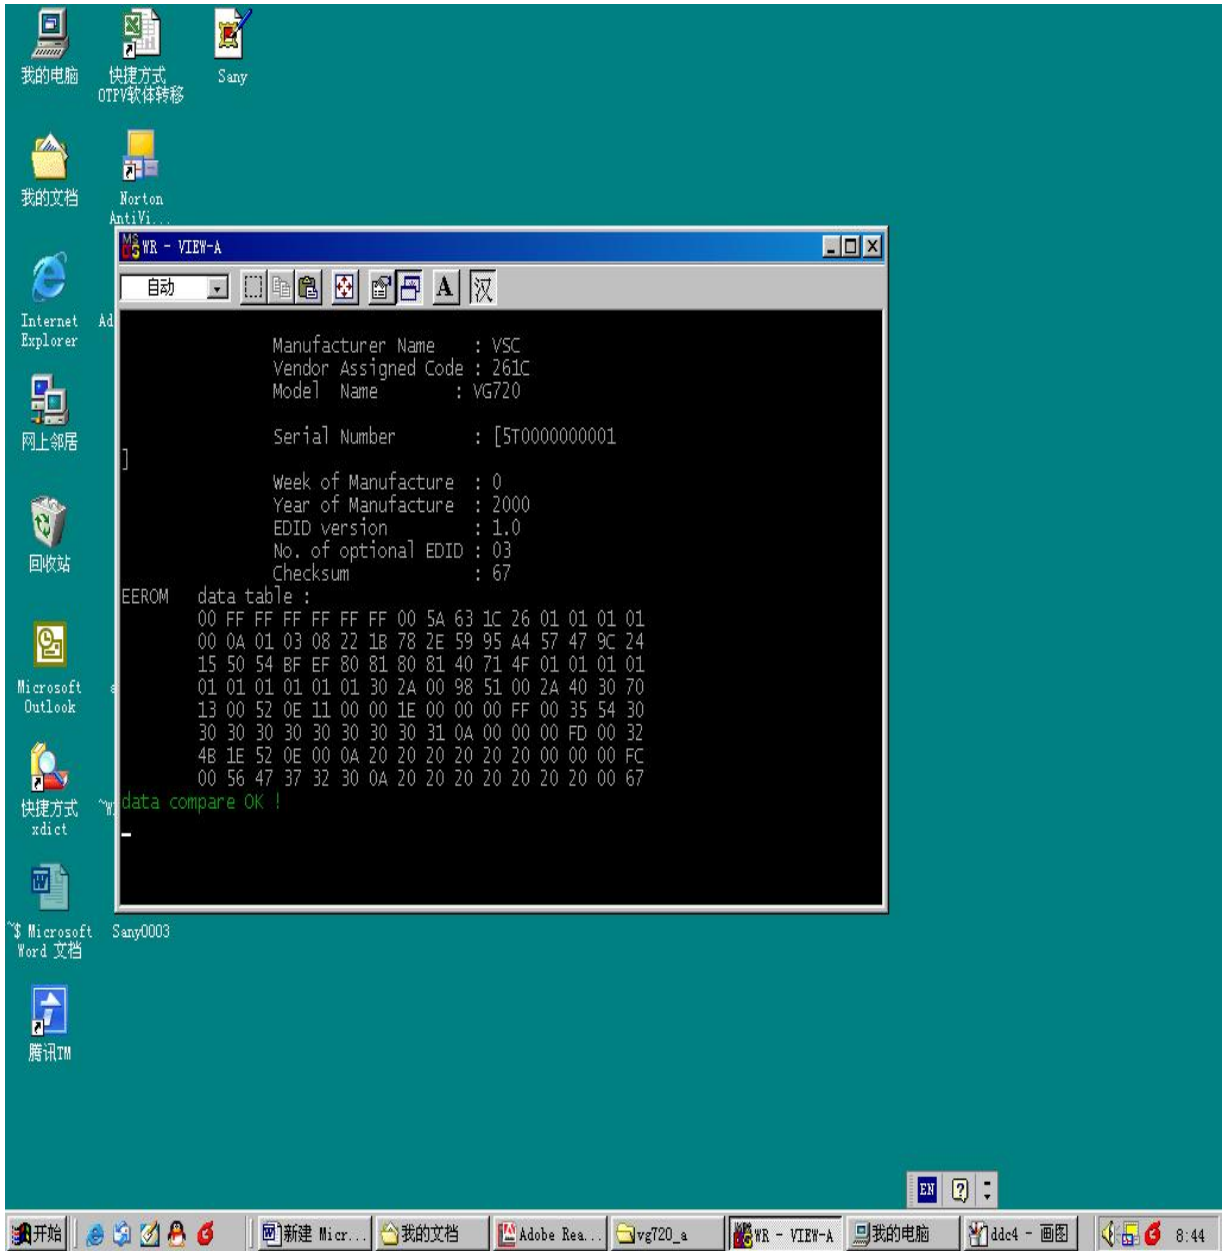 我的电脑
快捷方式
OTPV软体转移
Sany
我的文档
Norton
AntiVi...
WR - VIEW-A
自动
A
汉
Internet
Explorer
Ad
网上邻居
回收站
Microsoft
Outlook
快捷方式
xdict
~W
~$ Microsoft
Word 文档
Sany0003
腾讯TM
Manufacturer Name : VSC
Vendor Assigned Code : 261C
Model Name : VG720
Serial Number : [5T0000000001
]
Week of Manufacture : 0
Year of Manufacture : 2000
EDID version : 1.0
No. of optional EDID : 03
Checksum : 67
EEROM data table :
00 FF FF FF FF FF FF 00 5A 63 1C 26 01 01 01 01
00 0A 01 03 08 22 1B 78 2E 59 95 A4 57 47 9C 24
15 50 54 BF EF 80 81 80 81 40 71 4F 01 01 01 01
01 01 01 01 01 01 30 2A 00 98 51 00 2A 40 30 70
13 00 52 0E 11 00 00 1E 00 00 00 FF 00 35 54 30
30 30 30 30 30 30 30 30 31 0A 00 00 00 FD 00 32
4B 1E 52 0E 00 0A 20 20 20 20 20 20 00 00 00 FC
00 56 47 37 32 30 0A 20 20 20 20 20 20 20 00 67
data compare OK !
EN
开始
新建 Micr...
我的文档
Adobe Rea...
vg720_a
WR - VIEW-A
我的电脑
ddc4 - 画图
8:44